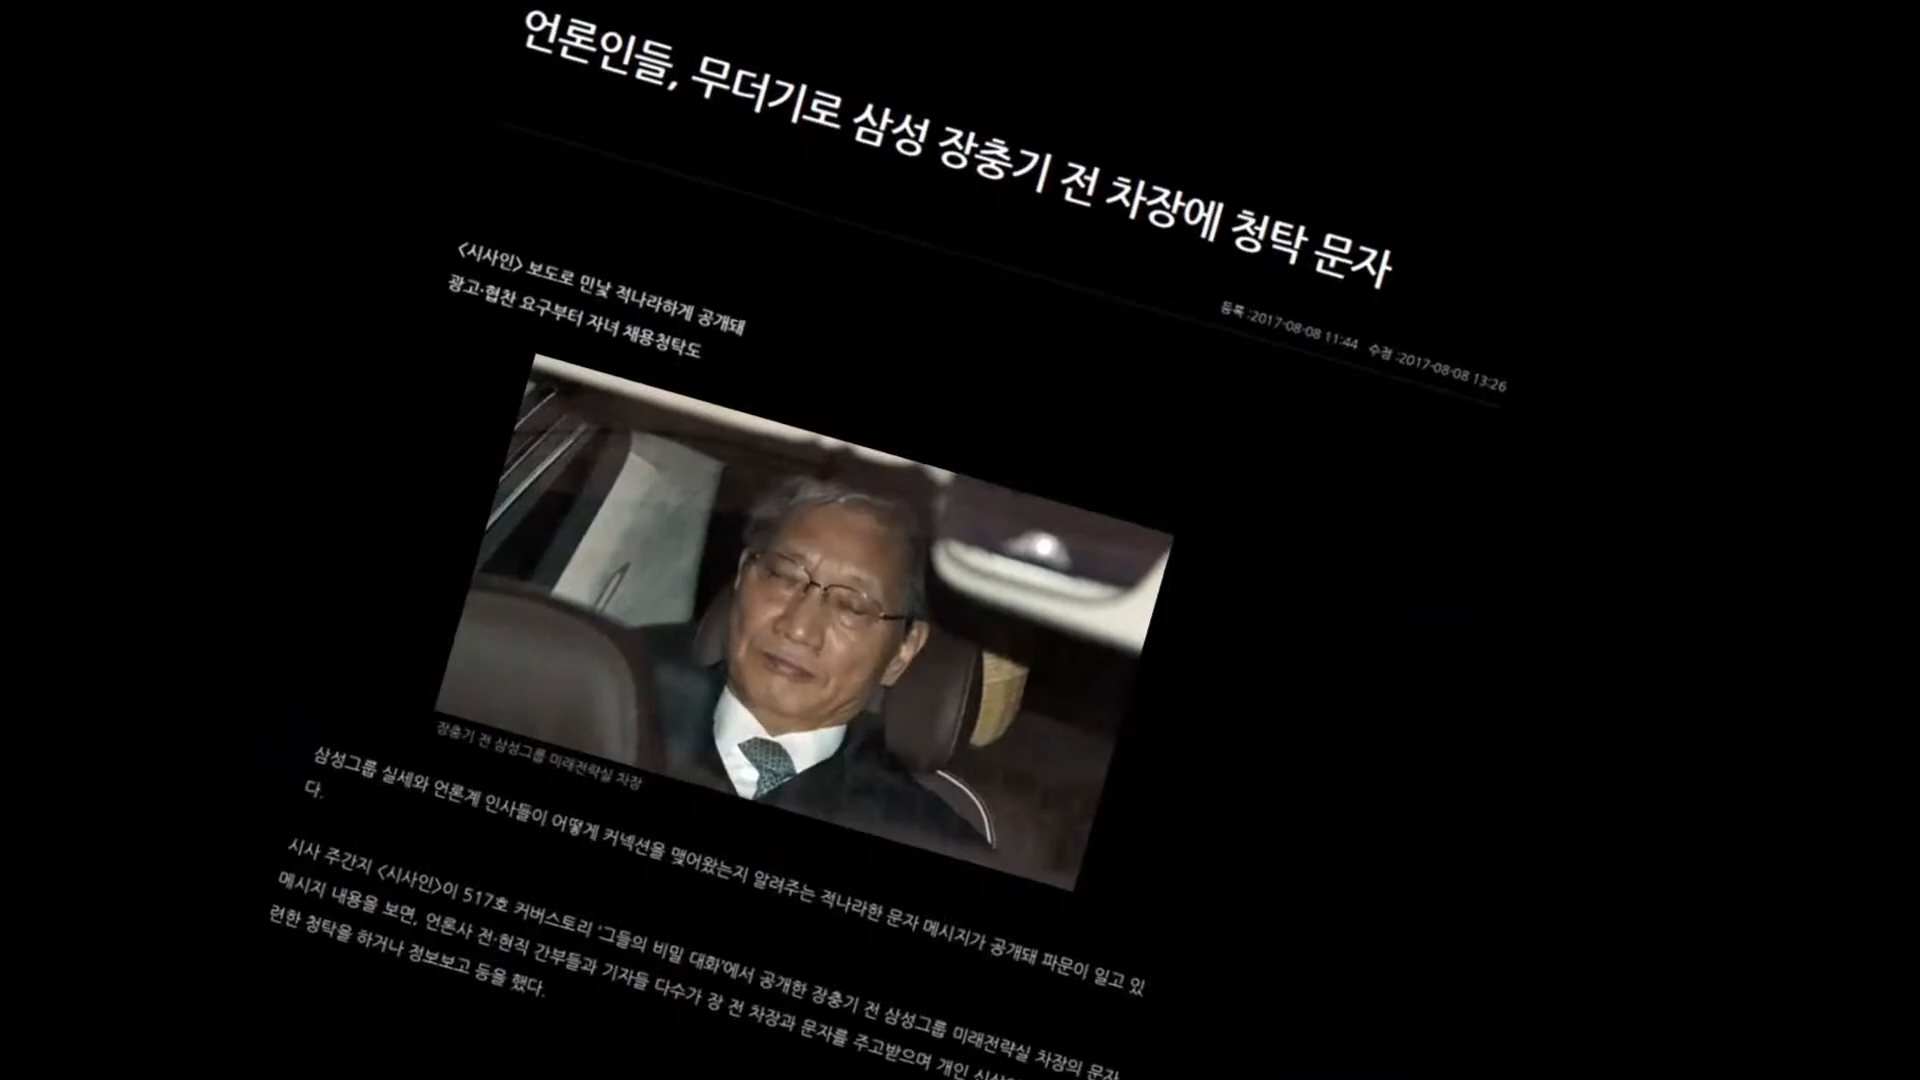 언론인들, 무더기로 삼성 장충기 전 차장에 청탁 문자
등록 :2017-08-08 11:44 수정 :2017-08-08 13:26
<시사인> 보도로 민낯 적나라하게 공개돼
광고·협찬 요구부터 자녀 채용청탁도
장충기 전 삼성그룹 미래전략실 차장
삼성그룹 실세와 언론계 인사들이 어떻게 커넥션을 맺어왔는지 알려주는 적나라한 문자 메시지가 공개돼 파문이 일고 있
다.
시사 주간지 <시사인>이 517호 커버스토리 '그들의 비밀 대화'에서 공개한 장충기 전 삼성그룹 미래전략실 차장의 문자
메시지 내용을 보면, 언론사 전·현직 간부들과 기자들 다수가 장 전 차장과 문자를 주고받으며 개인
련한 청탁을 하거나 정보보고 등을 했다.